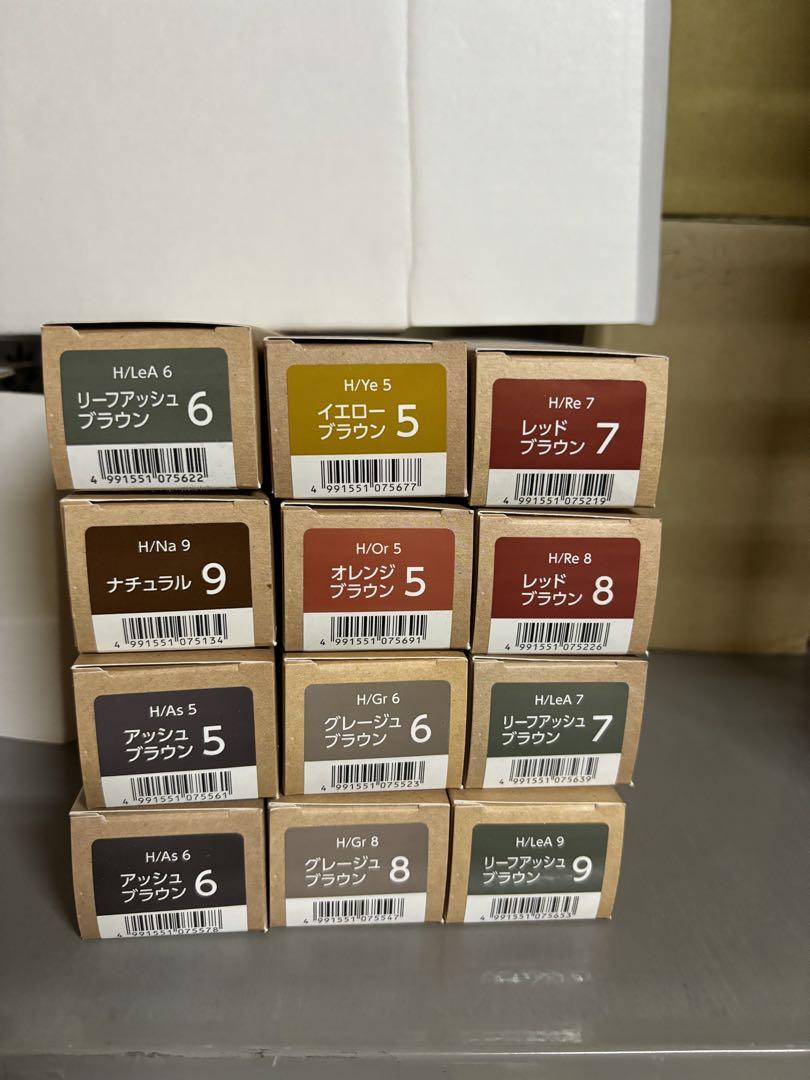 H/LeA 6
リーフアッシュ
ブラウン 6
4 991551 075622
H/Ye 5
イエロー
ブラウン 5
4 991551 075677
H/Re 7
レッド
ブラウン 7
4 991551 075219
H/Na 9
ナチュラル 9
4 991551 075134
H/Or 5
オレンジ
ブラウン 5
4 991551 075691
H/Re 8
レッド
ブラウン 8
4 991551 075226
H/As 5
アッシュ
ブラウン 5
4 991551 075561
H/Gr 6
グレージュ
ブラウン 6
4 991551 075523
H/LeA 7
リーフアッシュ
ブラウン 7
4 991551 075639
H/As 6
アッシュ
ブラウン 6
4 991551 075578
H/Gr 8
グレージュ
ブラウン 8
4 991551 075547
H/LeA 9
リーフアッシュ
ブラウン 9
4 991551 075653